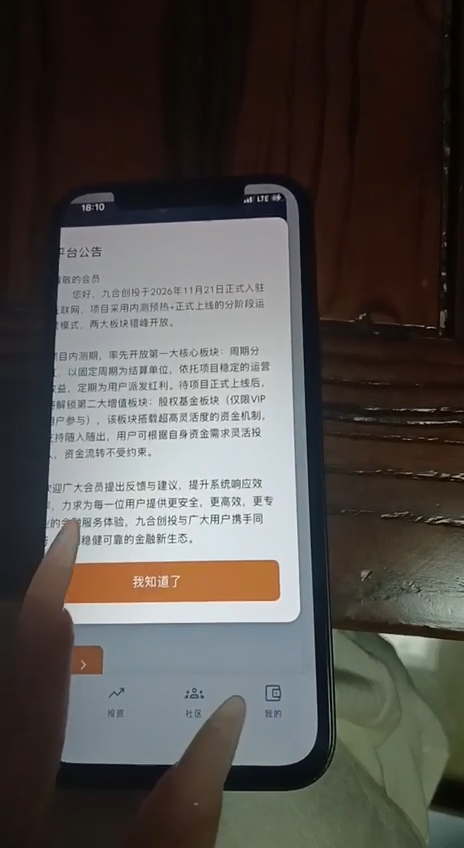 18:10
LTE
平台公告
敬的会员
您好，九合创投于2026年11月21日正式入驻
互联网，项目采用内测预热+正式上线的分阶段运
营模式，两大板块错峰开放。
项目内测期，率先开放第一大核心板块：周期分
，以固定周期为结算单位，依托项目稳定的运营
收益，定期为用户派发红利。待项目正式上线后，
解锁第二大增值板块：股权基金板块（仅限VIP
用户参与），该板块搭载超高灵活度的资金机制，
支持随入随出，用户可根据自身资金需求灵活投
，资金流转不受约束。
欢迎广大会员提出反馈与建议，提升系统响应效
，力求为每一位用户提供更安全，更高效，更专
的金融服务体验，九合创投与广大用户携手同
稳健可靠的金融新生态。
我知道了
投资
社区
我的